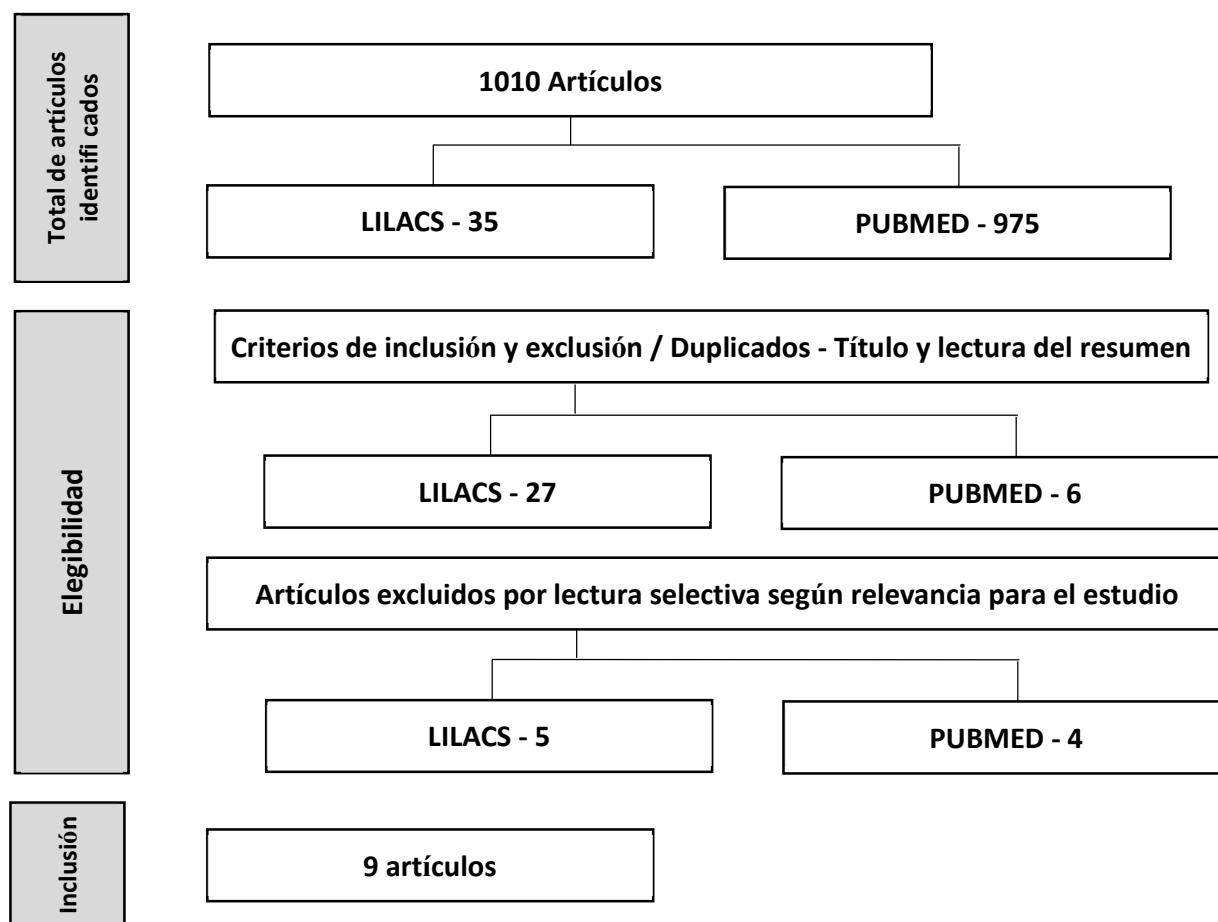 Total de artículos
identifi cados
1010 Artículos
LILACS - 35
PUBMED - 975
Elegibilidad
Criterios de inclusión y exclusión / Duplicados - Título y lectura del resumen
LILACS - 27
PUBMED - 6
Artículos excluidos por lectura selectiva según relevancia para el estudio
LILACS - 5
PUBMED - 4
Inclusión
9 artículos